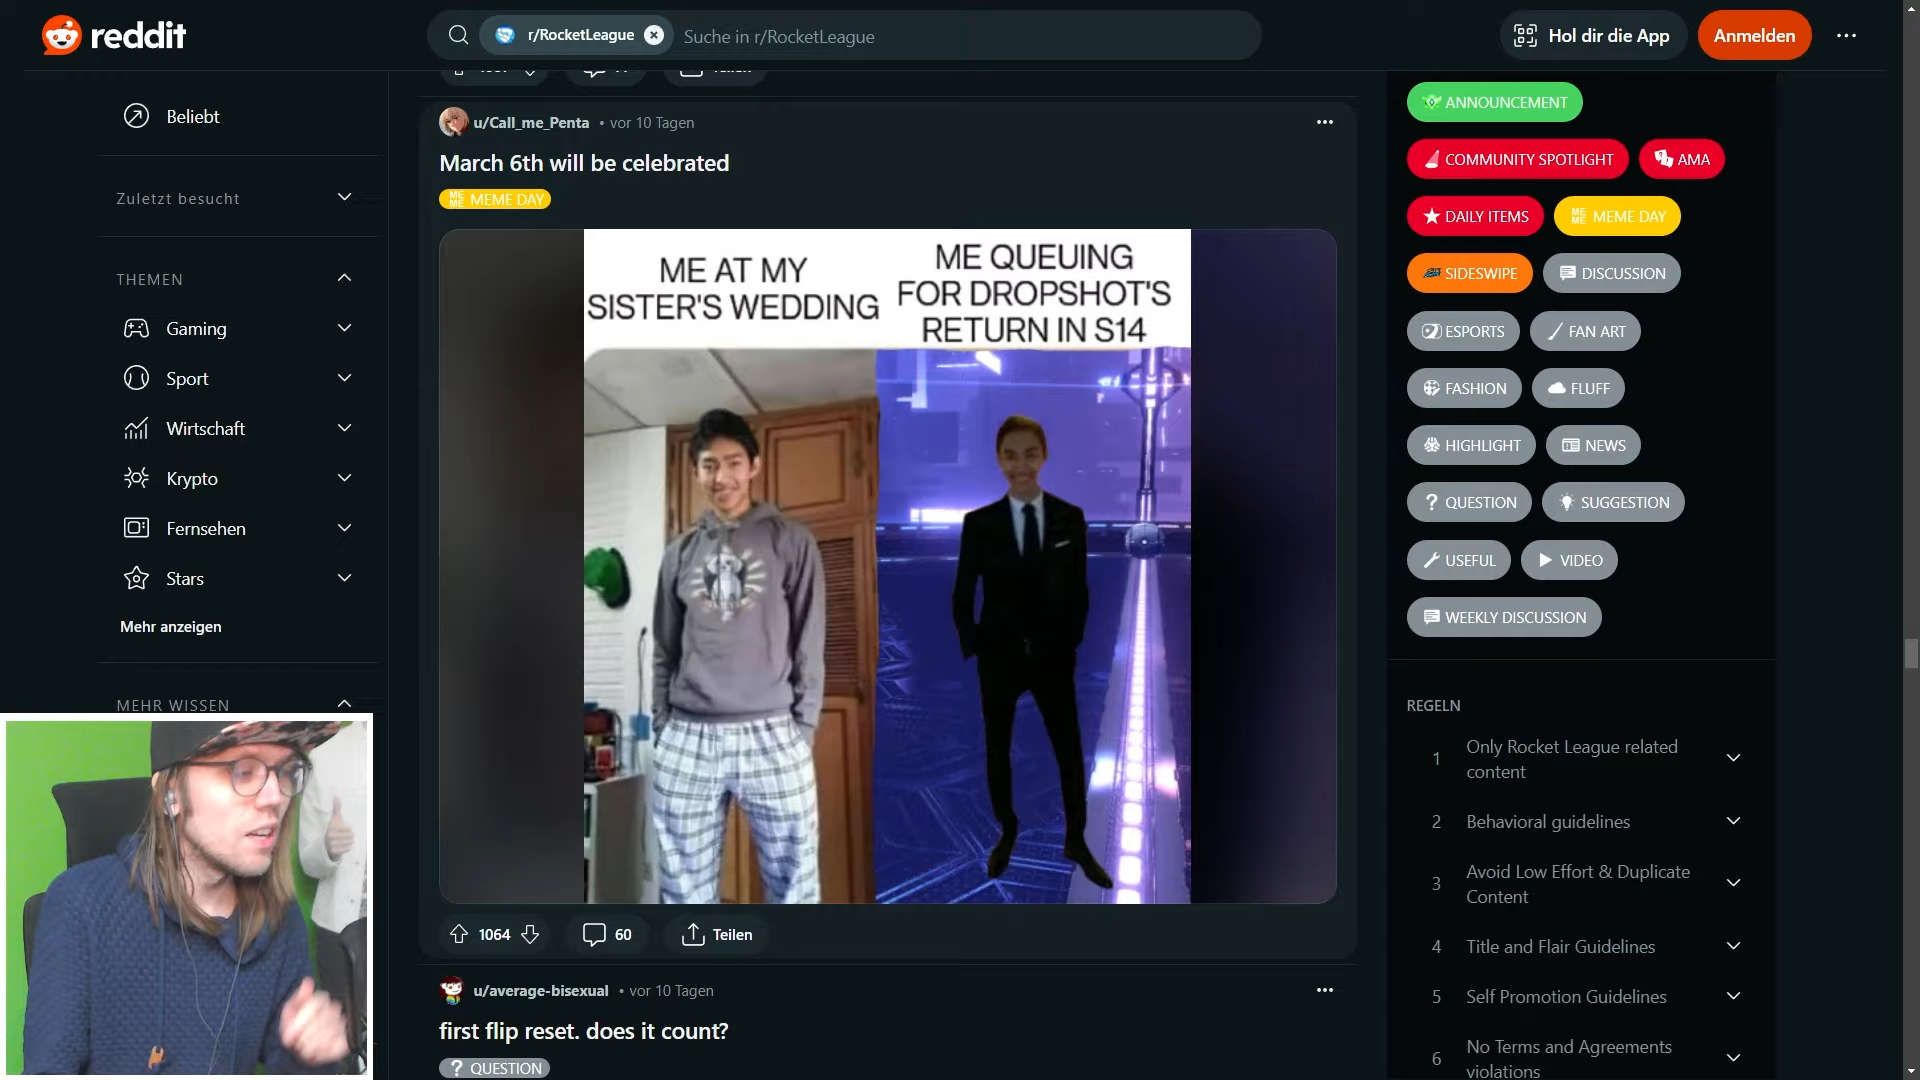 reddit
r/RocketLeague
Suche in r/RocketLeague
Hol dir die App
Anmelden
Beliebt
Zuletzt besucht
THEMEN
Gaming
Sport
Wirtschaft
Krypto
Fernsehen
Stars
Mehr anzeigen
MEHR WISSEN
u/Call_me_Penta • vor 10 Tagen
March 6th will be celebrated
MEME DAY
ME AT MY
SISTER'S WEDDING
ME QUEUING
FOR DROPSHOT'S
RETURN IN S14
1064
60
Teilen
u/average-bisexual • vor 10 Tagen
first flip reset. does it count?
? QUESTION
ANNOUNCEMENT
COMMUNITY SPOTLIGHT
AMA
DAILY ITEMS
MEME DAY
SIDESWIPE
DISCUSSION
ESPORTS
FAN ART
FASHION
FLUFF
HIGHLIGHT
NEWS
? QUESTION
SUGGESTION
USEFUL
VIDEO
WEEKLY DISCUSSION
REGELN
1 Only Rocket League related
content
2 Behavioral guidelines
3 Avoid Low Effort & Duplicate
Content
4 Title and Flair Guidelines
5 Self Promotion Guidelines
6 No Terms and Agreements
violations